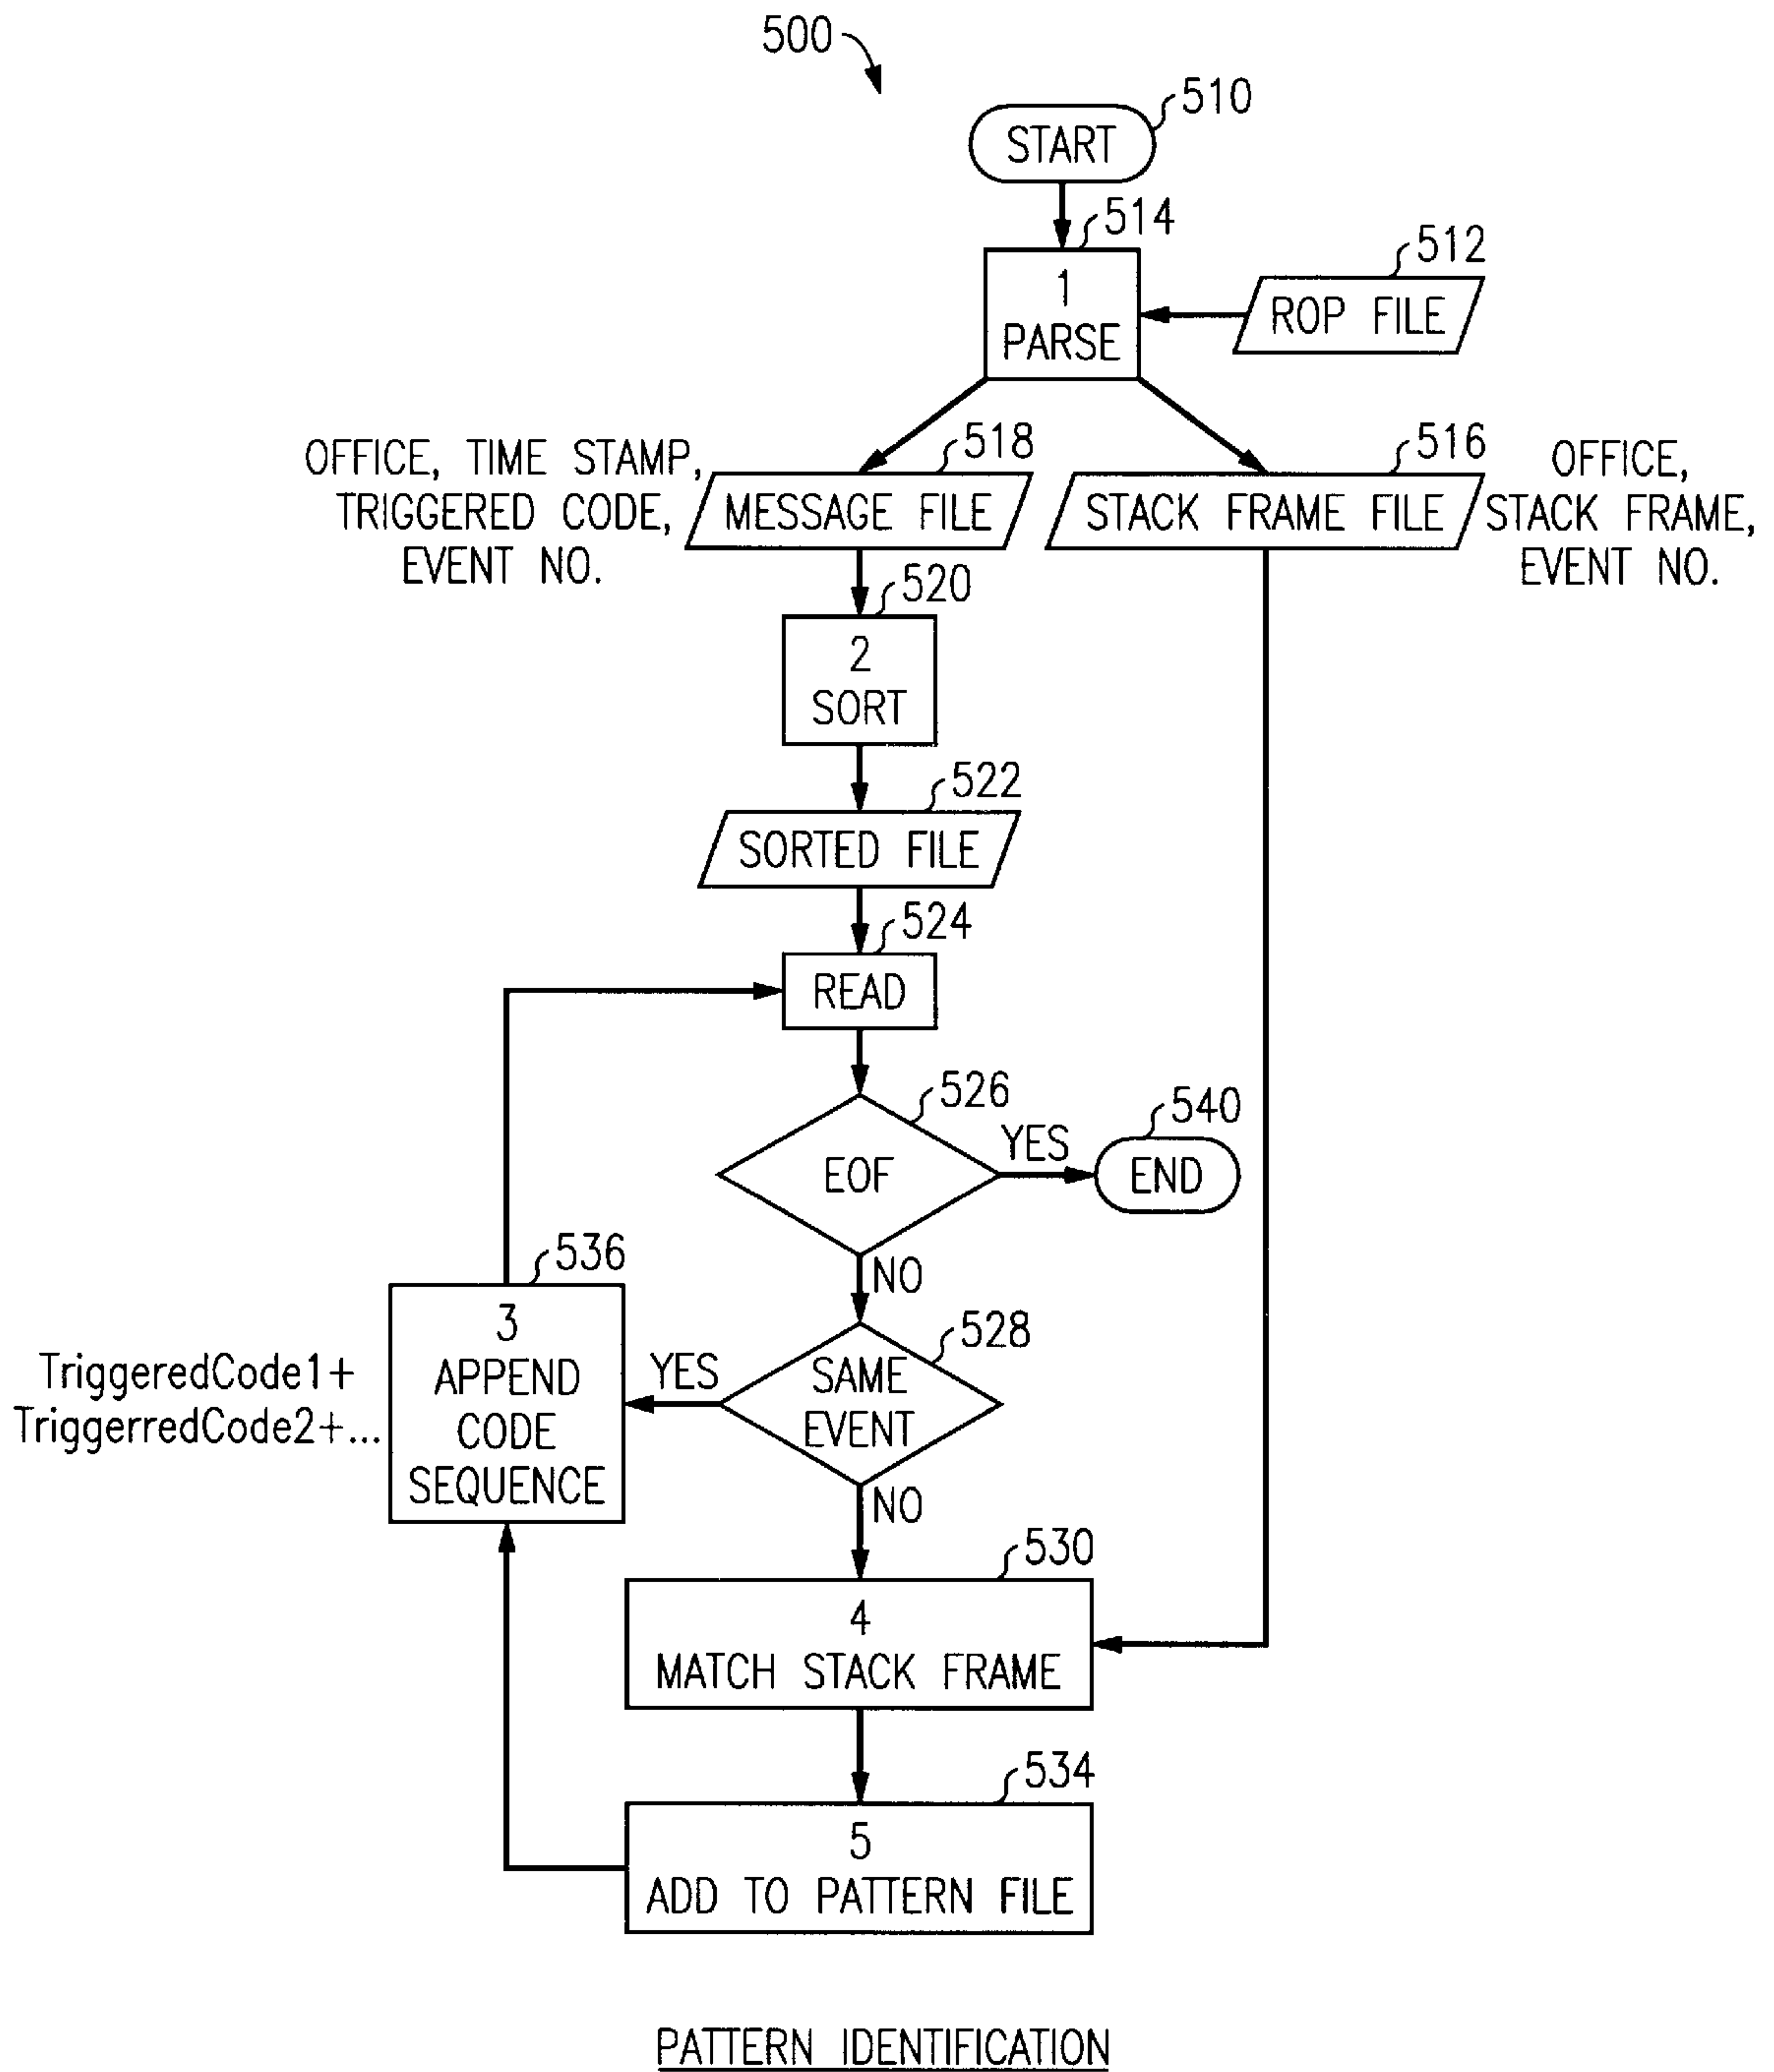 500
510
START
514
512
1
PARSE
ROP FILE
OFFICE, TIME STAMP,
TRIGGERED CODE,
EVENT NO.
518
MESSAGE FILE
516
STACK FRAME FILE
OFFICE,
STACK FRAME,
EVENT NO.
520
2
SORT
522
SORTED FILE
524
READ
526
EOF
YES
540
END
NO
536
3
APPEND
CODE
SEQUENCE
TriggeredCode1+
TriggerredCode2+...
YES
528
SAME
EVENT
NO
530
4
MATCH STACK FRAME
534
5
ADD TO PATTERN FILE
PATTERN IDENTIFICATION